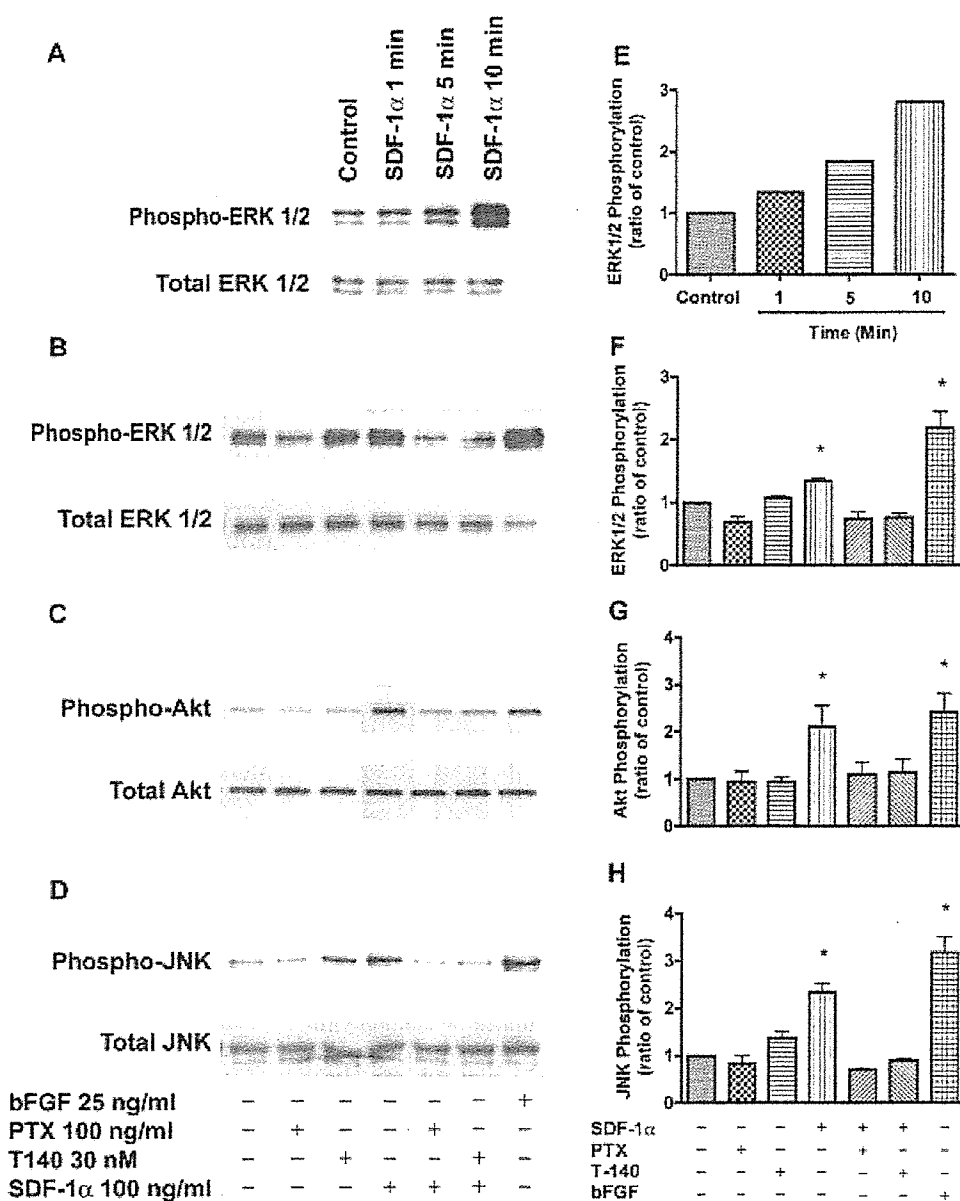 A
Control
SDF-1α 1 min
SDF-1α 5 min
SDF-1α 10 min
Phospho-ERK 1/2
Total ERK 1/2
B
Phospho-ERK 1/2
Total ERK 1/2
C
Phospho-Akt
Total Akt
D
Phospho-JNK
Total JNK
bFGF 25 ng/ml − − − − − − +
PTX 100 ng/ml − + − − + − −
T140 30 nM − − + − − + −
SDF-1α 100 ng/ml − − − + + + −
E
ERK1/2 Phosphorylation
(ratio of control)
3
2
1
0
Control 1 5 10
Time (Min)
F
ERK1/2 Phosphorylation
(ratio of control)
3
2
1
0
* *
G
Akt Phosphorylation
(ratio of control)
4
3
2
1
0
* *
H
JNK Phosphorylation
(ratio of control)
4
3
2
1
0
* *
SDF-1α − − − + + + −
PTX − + − − + − −
T-140 − − + − − + −
bFGF − − − − − − +